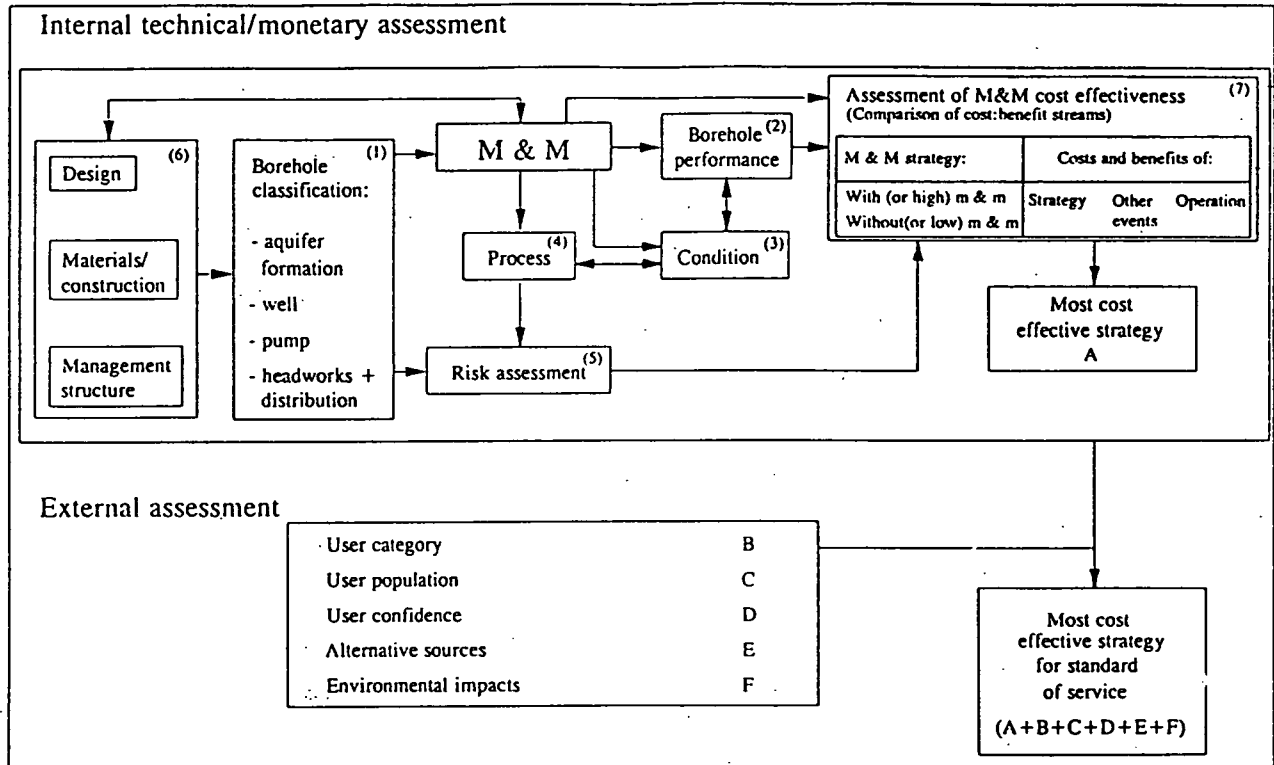 Internal technical/monetary assessment
(6)
Design
Materials/
construction
Management
structure
(1)
Borehole
classification:
- aquifer
formation
- well
- pump
- headworks +
distribution
M & M
(4)
Process
(5)
Risk assessment
Borehole (2)
performance
(3)
Condition
Assessment of M&M cost effectiveness (7)
(Comparison of cost:benefit streams)
M & M strategy:
With (or high) m & m
Without(or low) m & m
Costs and benefits of:
Strategy Other Operation
events
Most cost
effective strategy
A
External assessment
User category B
User population C
User confidence D
Alternative sources E
Environmental impacts F
Most cost
effective strategy
for standard
of service
(A+B+C+D+E+F)